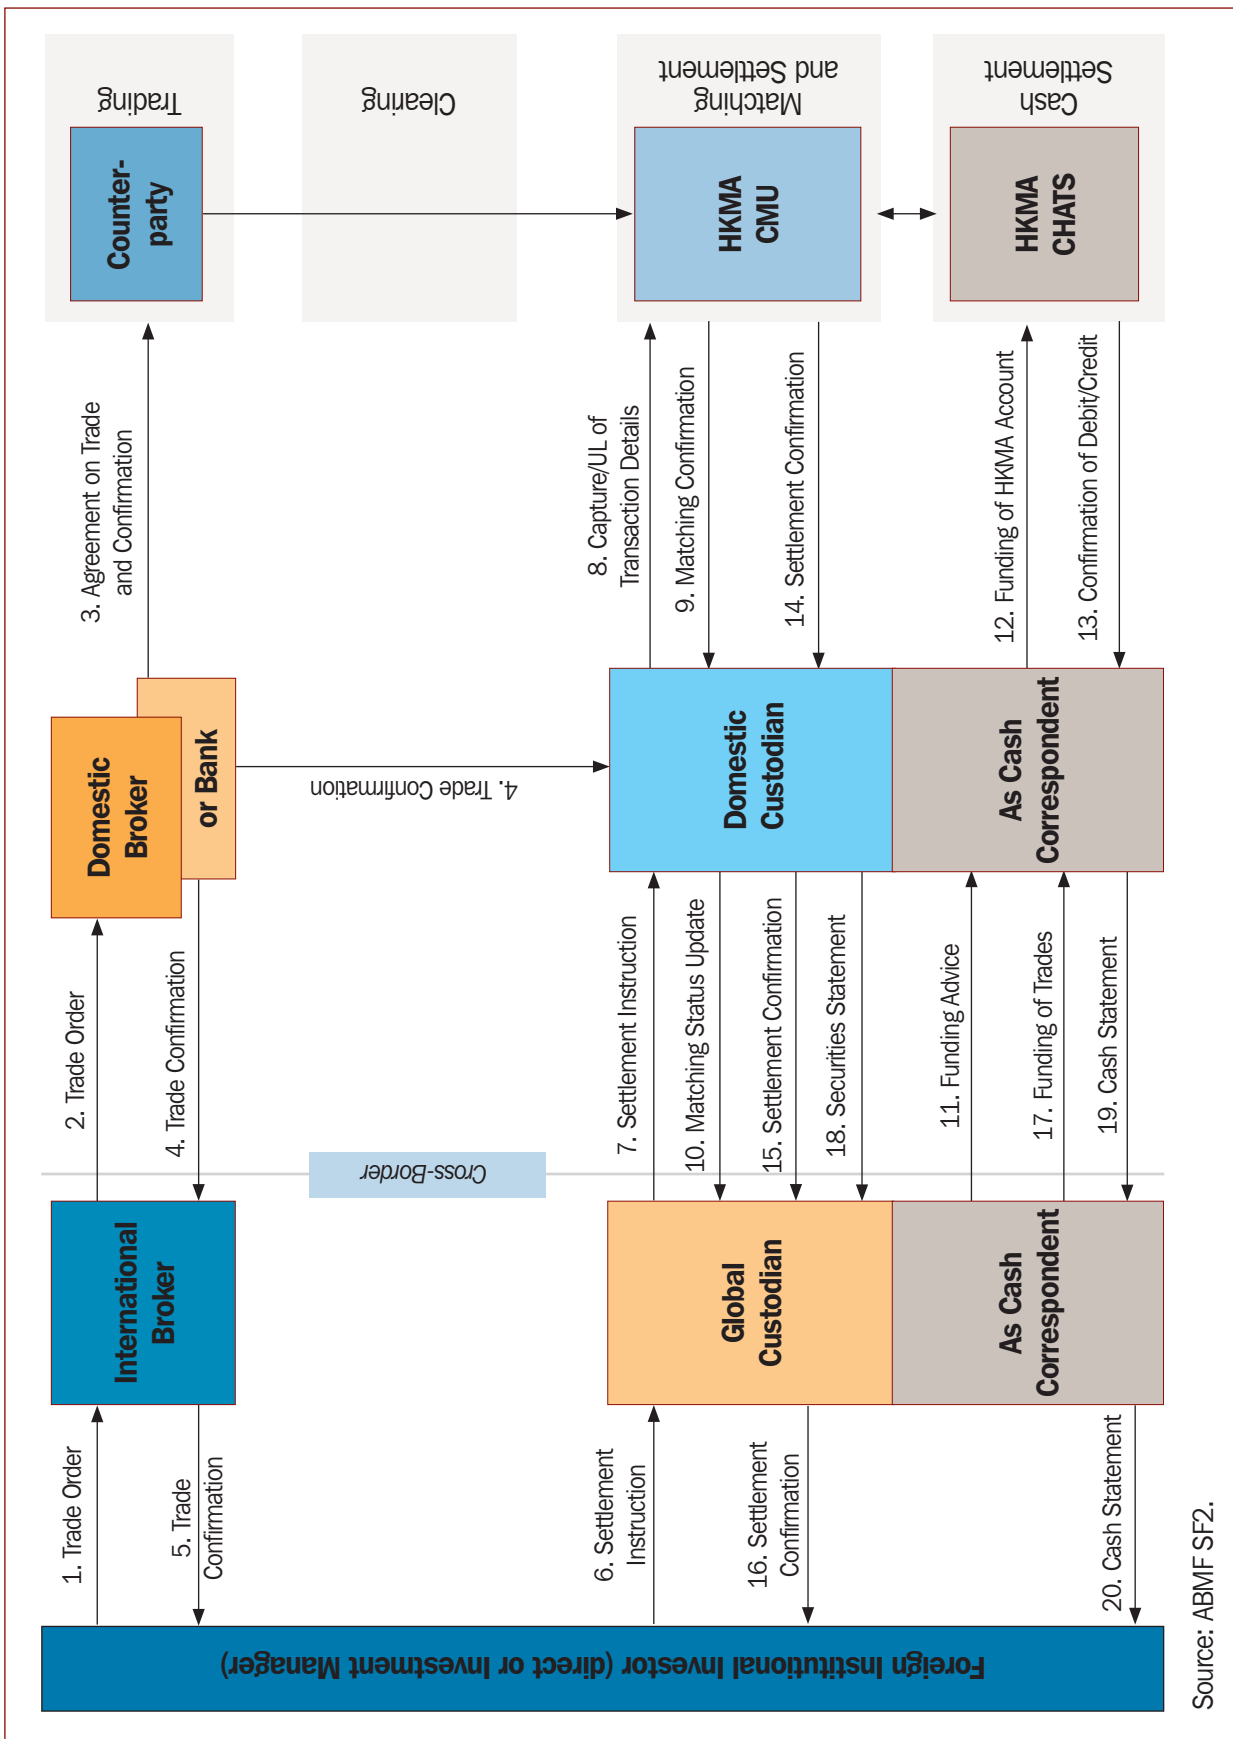 Trading
Clearing
Matching
and Settlement
Cash
Settlement
Counter-
party
HKMA
CMU
HKMA
CHATS
3. Agreement on Trade
and Confirmation
8. Capture/UL of
Transaction Details
9. Matching Confirmation
14. Settlement Confirmation
12. Funding of HKMA Account
13. Confirmation of Debit/Credit
Domestic
Broker
or Bank
4. Trade Confirmation
Domestic
Custodian
As Cash
Correspondent
2. Trade Order
4. Trade Confirmation
7. Settlement Instruction
10. Matching Status Update
15. Settlement Confirmation
18. Securities Statement
11. Funding Advice
17. Funding of Trades
19. Cash Statement
Cross-Border
International
Broker
Global
Custodian
As Cash
Correspondent
1. Trade Order
5. Trade
Confirmation
6. Settlement
Instruction
16. Settlement
Confirmation
20. Cash Statement
Foreign Institutional Investor (direct or Investment Manager)
Source: ABMF SF2.